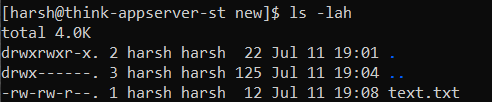 [harsh@think-appserver-st new]$ ls -lah
total 4.0K
drwxrwxr-x. 2 harsh harsh  22 Jul 11 19:01 .
drwx------. 3 harsh harsh 125 Jul 11 19:04 ..
-rw-rw-r--. 1 harsh harsh  12 Jul 11 19:08 text.txt